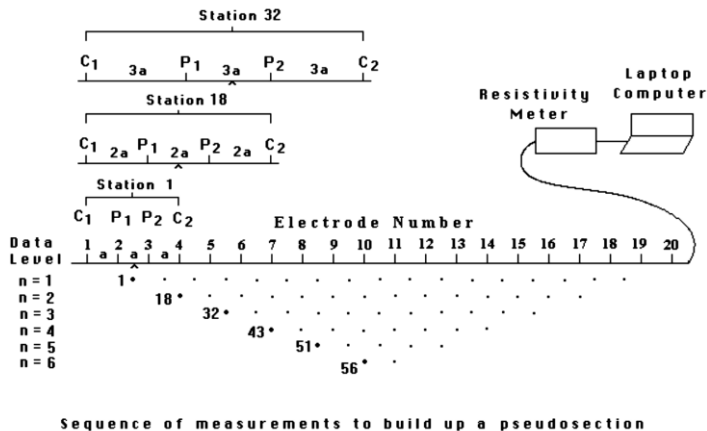 Station 32
C1 P1 P2 C2
3a 3a 3a
Station 18
C1 P1 P2 C2
2a 2a 2a
Station 1
C1 P1 P2 C2
Resistivity
Meter
Laptop
Computer
Electrode Number
Data
Level
1 2 3 4 5 6 7 8 9 10 11 12 13 14 15 16 17 18 19 20
a a a
n = 1 1
n = 2 18
n = 3 32
n = 4 43
n = 5 51
n = 6 56
Sequence of measurements to build up a pseudosection